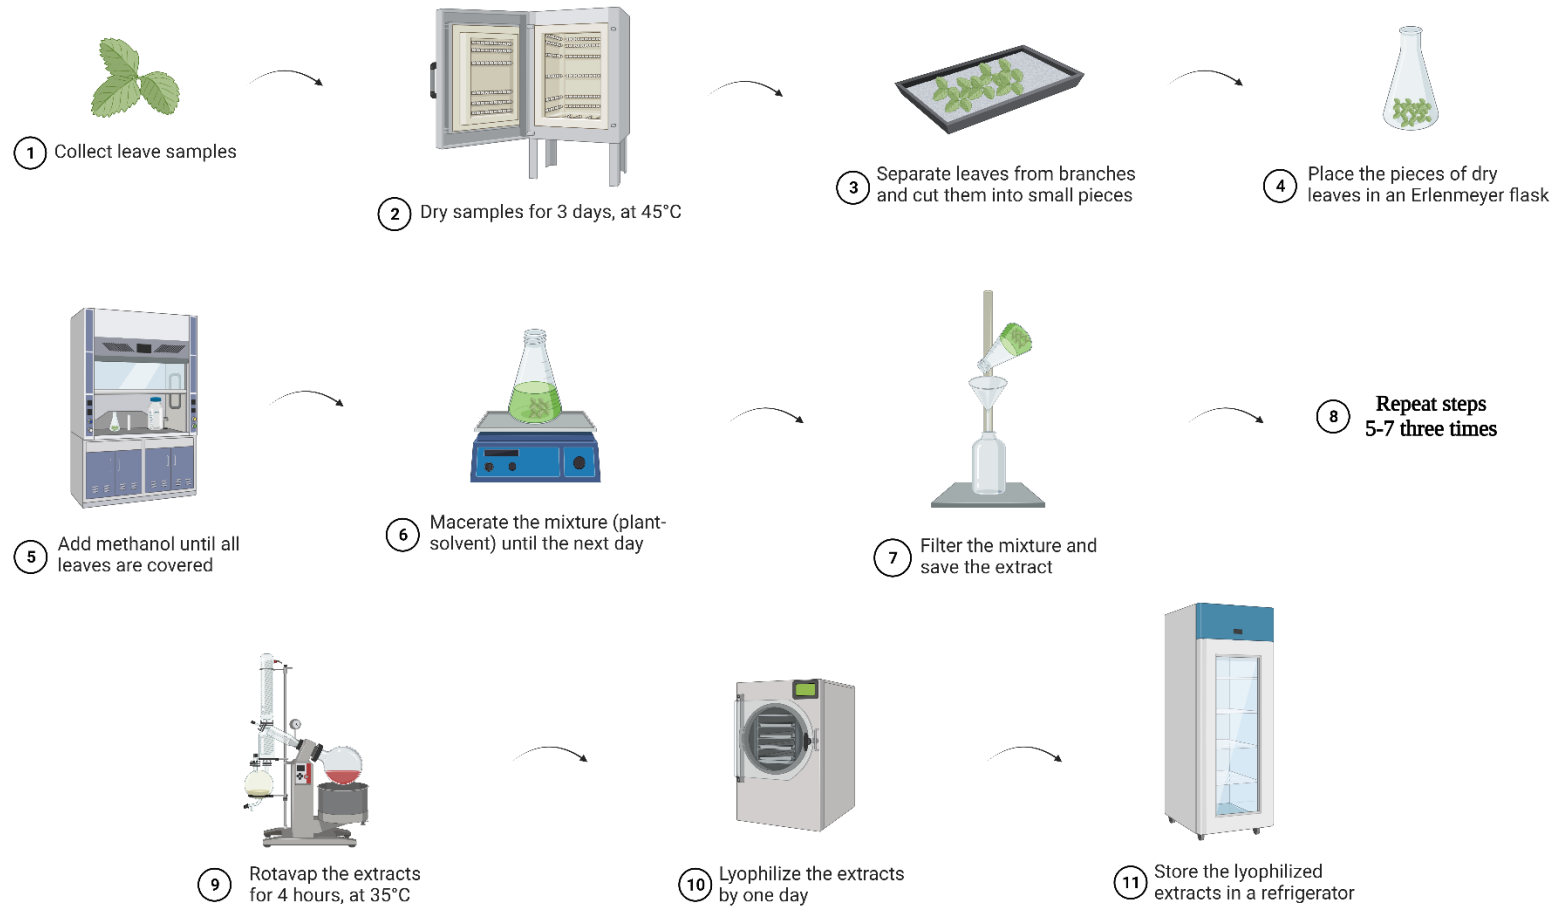 1 Collect leave samples
2 Dry samples for 3 days, at 45°C
3 Separate leaves from branches
and cut them into small pieces
4 Place the pieces of dry
leaves in an Erlenmeyer flask
5 Add methanol until all
leaves are covered
6 Macerate the mixture (plant-
solvent) until the next day
7 Filter the mixture and
save the extract
8 Repeat steps
5-7 three times
9 Rotavap the extracts
for 4 hours, at 35°C
10 Lyophilize the extracts
by one day
11 Store the lyophilized
extracts in a refrigerator